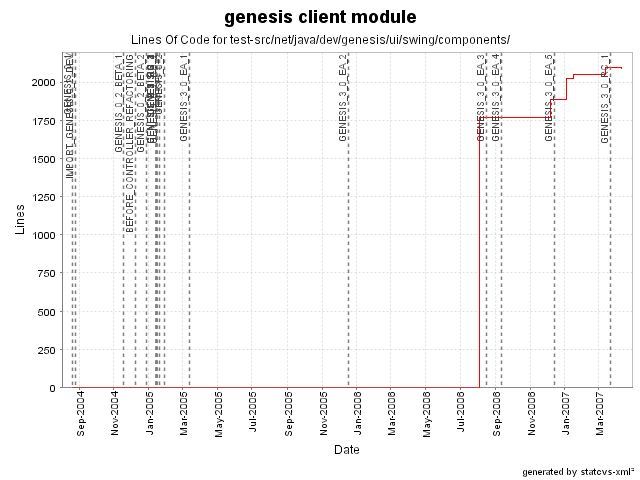 genesis client module
Lines Of Code for test-src/net/java/dev/genesis/ui/swing/components/
Lines
2000
1750
1500
1250
1000
750
500
250
0
GENESIS_0_2_BETA_1
BEFORE_CONTROLLER_REFACTORING
GENESIS_3_0_EA_1
GENESIS_3_0_EA_2
GENESIS_3_0_EA_3
GENESIS_3_0_EA_4
GENESIS_3_0_EA_5
GENESIS_3_0_RC_1
Sep-2004
Nov-2004
Jan-2005
Mar-2005
May-2005
Jul-2005
Sep-2005
Nov-2005
Jan-2006
Mar-2006
May-2006
Jul-2006
Sep-2006
Nov-2006
Jan-2007
Mar-2007
Date
generated by statcvs-xml²